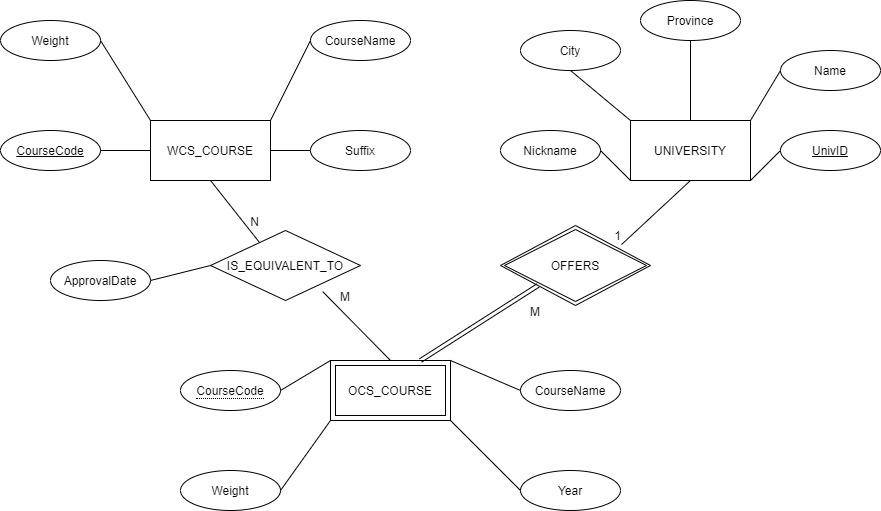 Province
Weight
CourseName
City
Name
CourseCode
WCS_COURSE
Suffix
Nickname
UNIVERSITY
UnivID
N
1
IS_EQUIVALENT_TO
OFFERS
ApprovalDate
M
M
CourseCode
OCS_COURSE
CourseName
Weight
Year